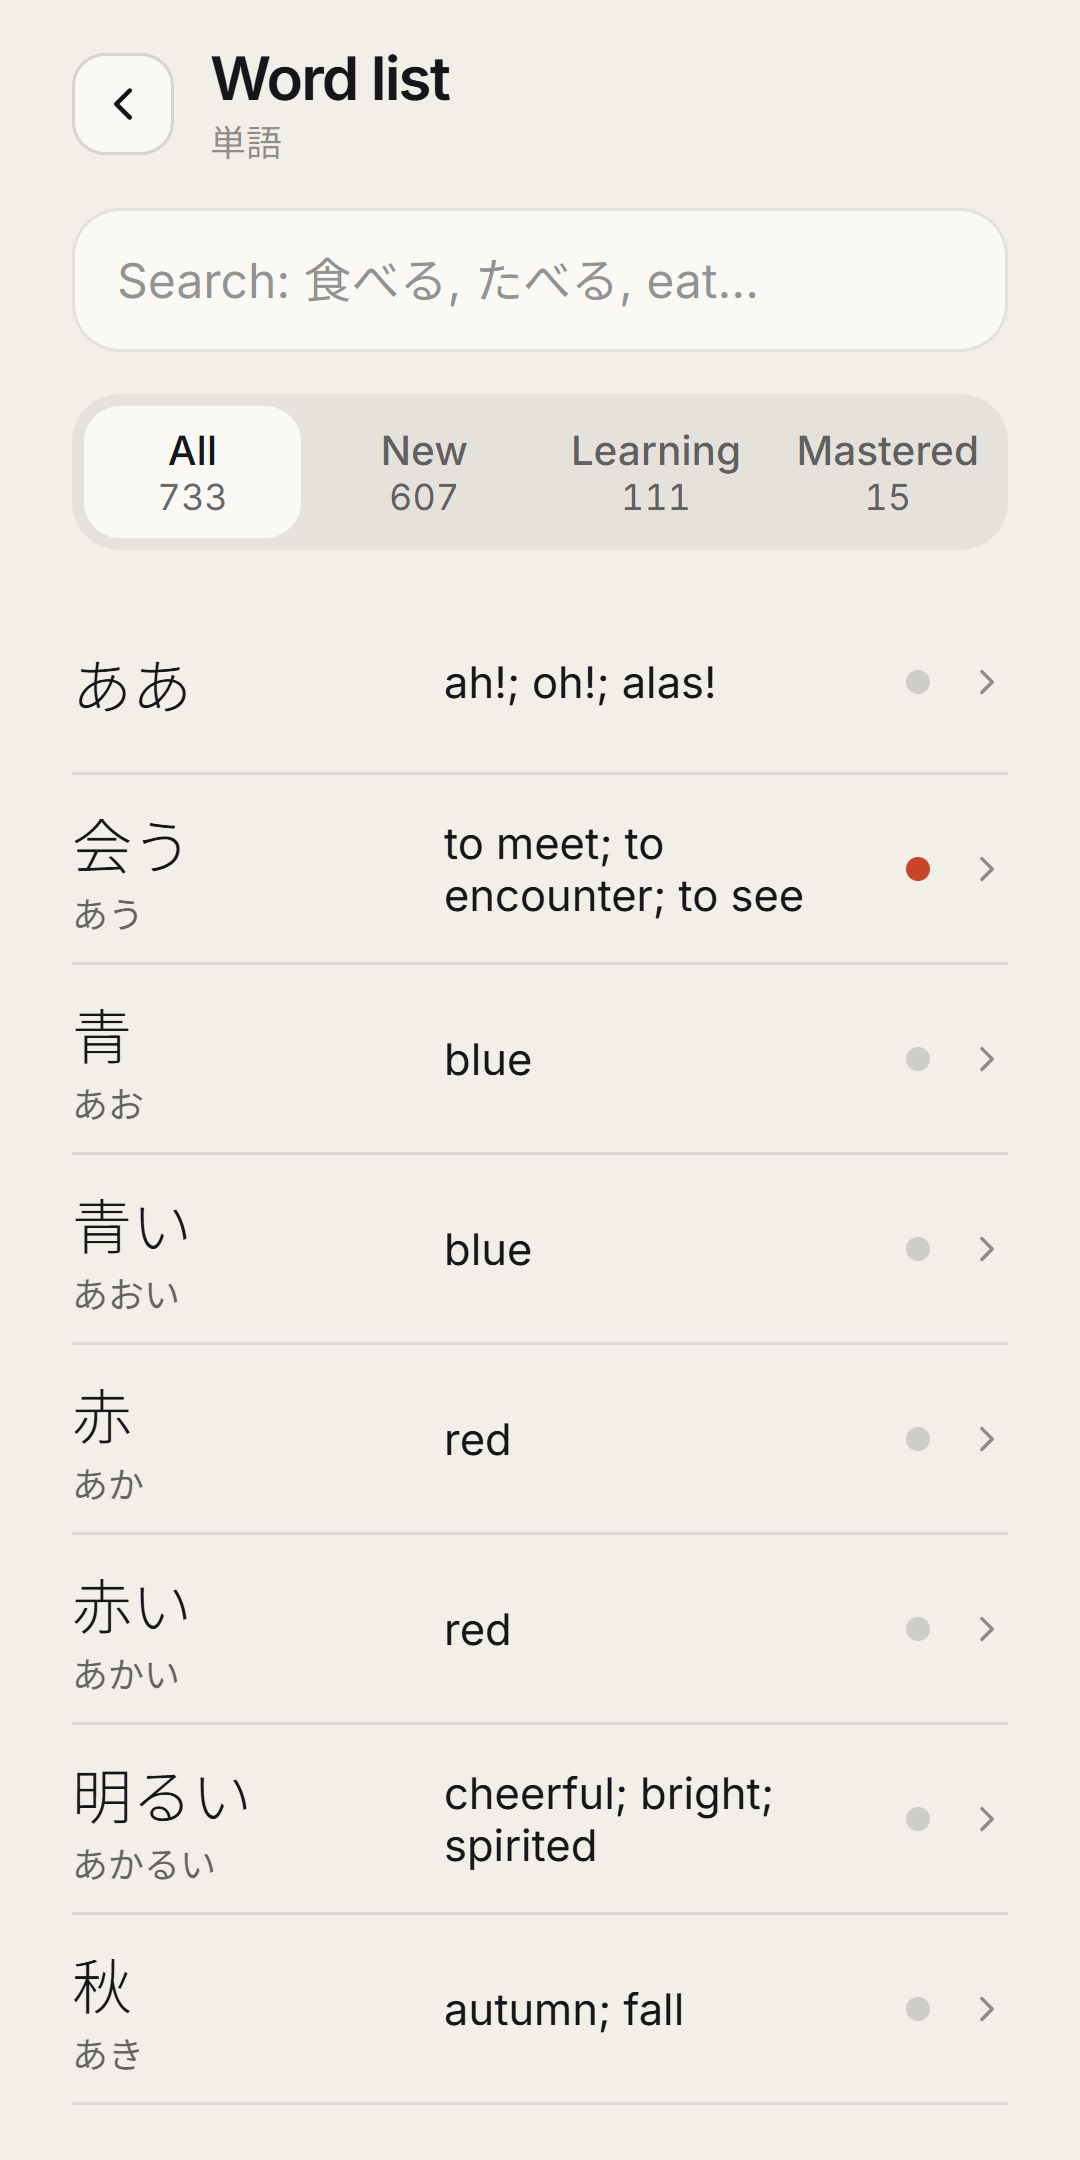 Word list
単語
Search: 食べる, たべる, eat...
All New Learning Mastered
733 607 111 15
ああ ah!; oh!; alas!
会う to meet; to
encounter; to see
あう
青
blue
あお
青い
blue
あおい
赤
red
あか
赤い
red
あかい
明るい cheerful; bright;
spirited
あかるい
秋
autumn; fall
あき